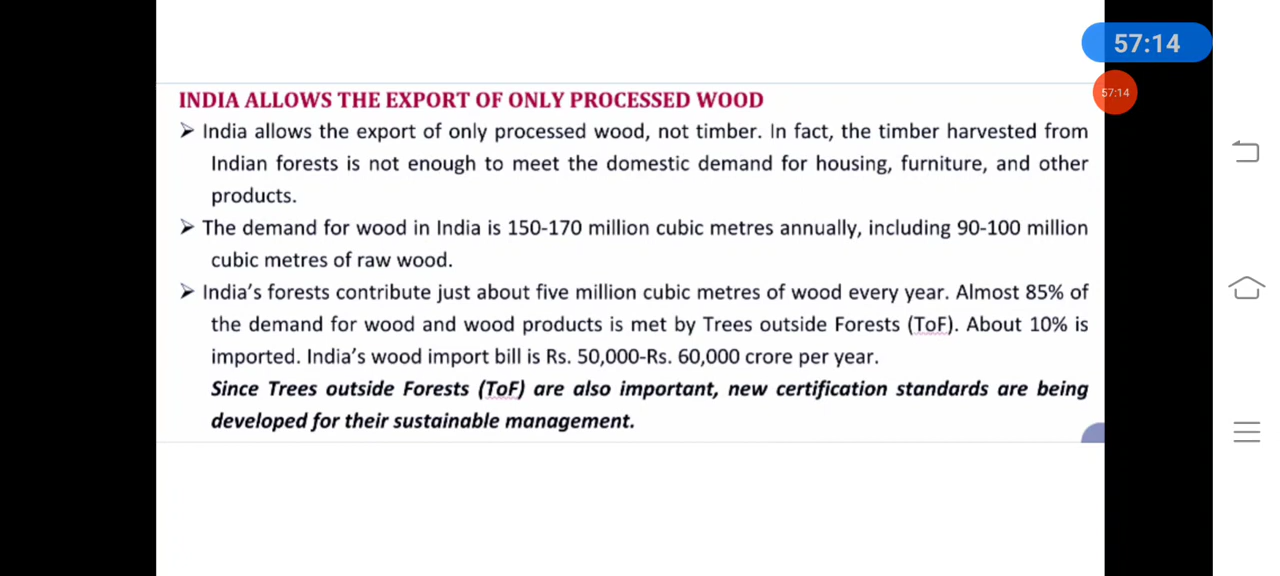 57:14
57:14
INDIA ALLOWS THE EXPORT OF ONLY PROCESSED WOOD
➢ India allows the export of only processed wood, not timber. In fact, the timber harvested from
Indian forests is not enough to meet the domestic demand for housing, furniture, and other
products.
➢ The demand for wood in India is 150-170 million cubic metres annually, including 90-100 million
cubic metres of raw wood.
➢ India's forests contribute just about five million cubic metres of wood every year. Almost 85% of
the demand for wood and wood products is met by Trees outside Forests (ToF). About 10% is
imported. India's wood import bill is Rs. 50,000-Rs. 60,000 crore per year.
Since Trees outside Forests (ToF) are also important, new certification standards are being
developed for their sustainable management.